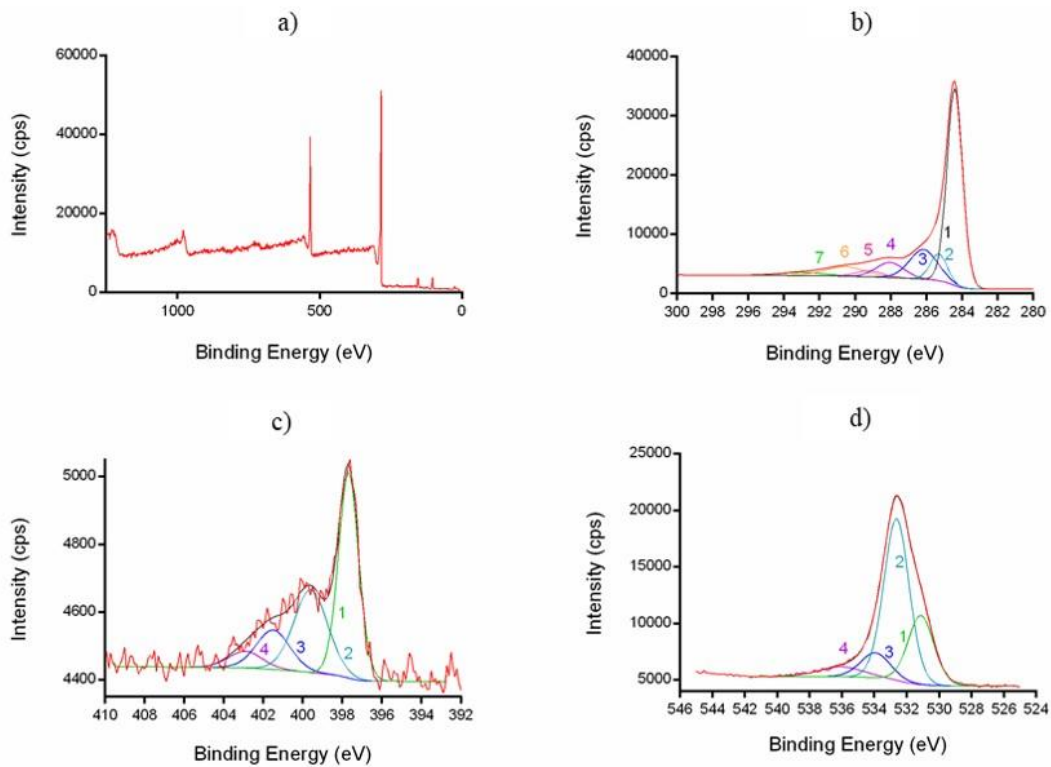 a)
60000
40000
20000
0
1000
500
0
Intensity (cps)
Binding Energy (eV)
b)
40000
30000
20000
10000
0
300 298 296 294 292 290 288 286 284 282 280
7 6 5 4 3 2 1
Intensity (cps)
Binding Energy (eV)
c)
5000
4800
4600
4400
410 408 406 404 402 400 398 396 394 392
4 3 2 1
Intensity (cps)
Binding Energy (eV)
d)
25000
20000
15000
10000
5000
546 544 542 540 538 536 534 532 530 528 526 524
4 3 2 1
Intensity (cps)
Binding Energy (eV)